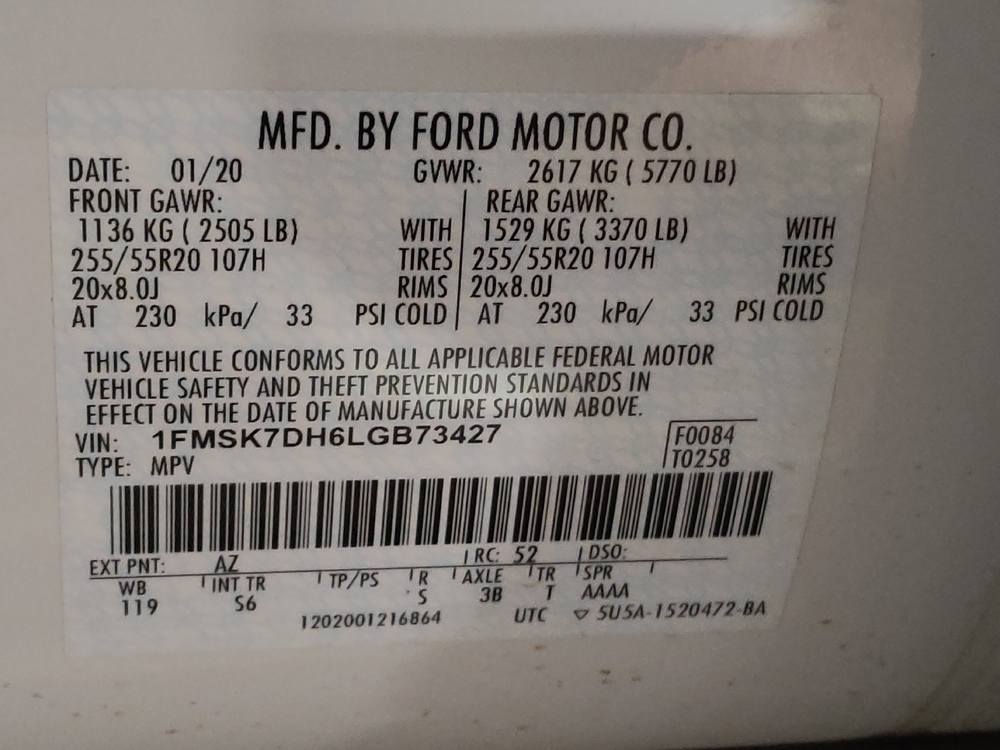 MFD. BY FORD MOTOR CO.
DATE: 01/20 GVWR: 2617 KG ( 5770 LB)
FRONT GAWR: REAR GAWR:
1136 KG ( 2505 LB) WITH 1529 KG ( 3370 LB) WITH
255/55R20 107H TIRES 255/55R20 107H TIRES
20x8.0J RIMS 20x8.0J RIMS
AT 230 kPa/ 33 PSI COLD AT 230 kPa/ 33 PSI COLD
THIS VEHICLE CONFORMS TO ALL APPLICABLE FEDERAL MOTOR
VEHICLE SAFETY AND THEFT PREVENTION STANDARDS IN
EFFECT ON THE DATE OF MANUFACTURE SHOWN ABOVE.
VIN: 1FMSK7DH6LGB73427 F0084
TYPE: MPV T0258
EXT PNT: AZ RC: 52 DSO:
WB INT TR TP/PS R AXLE TR SPR
119 S6 S 3B T AAAA
1202001216864 UTC ▽ 5U5A-1520472-BA